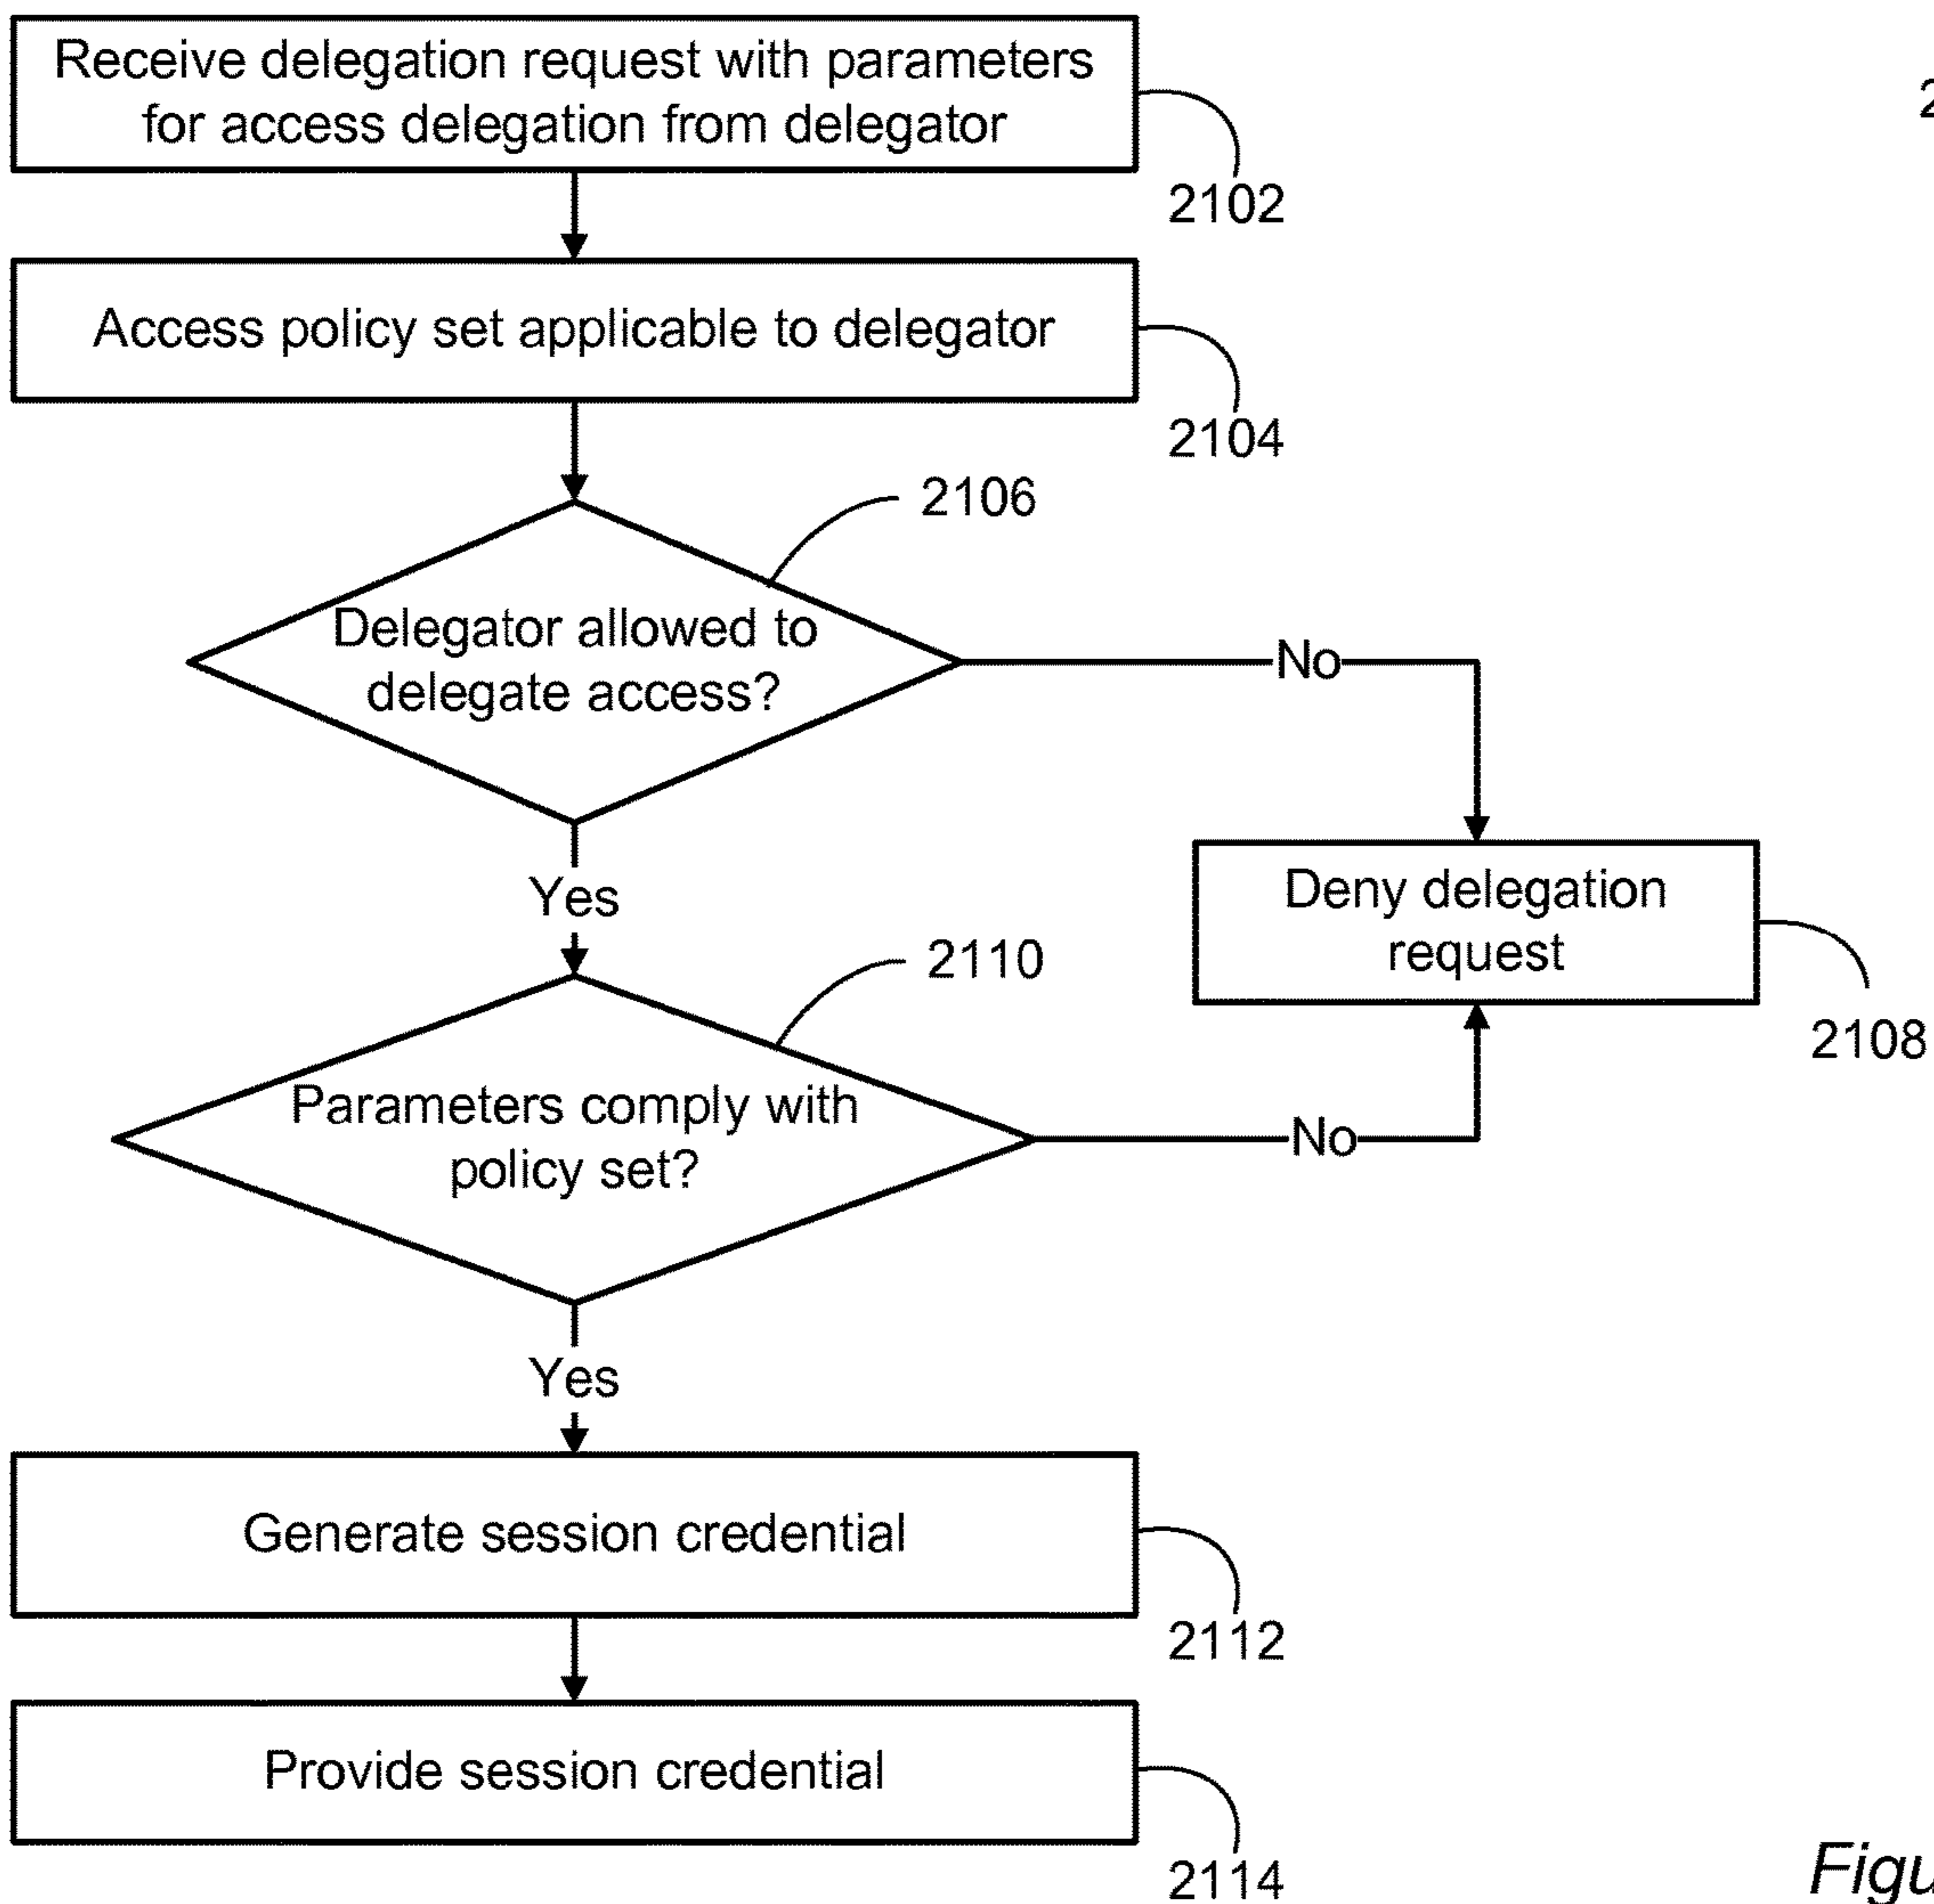 Receive delegation request with parameters
for access delegation from delegator
2102
Access policy set applicable to delegator
2104
2106
Delegator allowed to
delegate access?
No
Yes
Deny delegation
request
2108
2110
Parameters comply with
policy set?
No
Yes
Generate session credential
2112
Provide session credential
2114